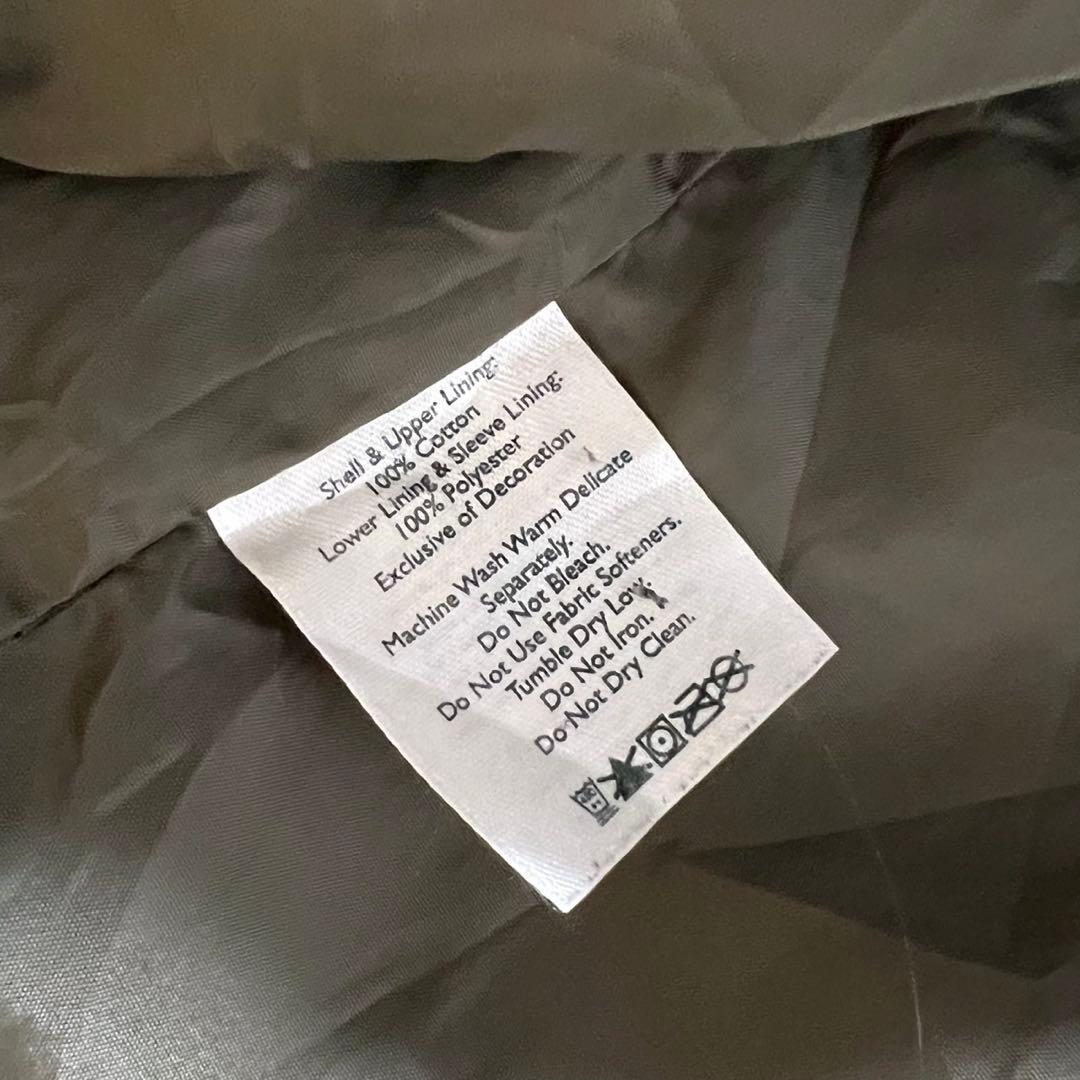 Shell & Upper Lining:
100% Cotton
Lower Lining & Sleeve Lining:
100% Polyester
Exclusive of Decoration
Machine Wash Warm Delicate
Separately.
Do Not Bleach.
Do Not Use Fabric Softeners.
Tumble Dry Low.
Do Not Iron.
Do Not Dry Clean.